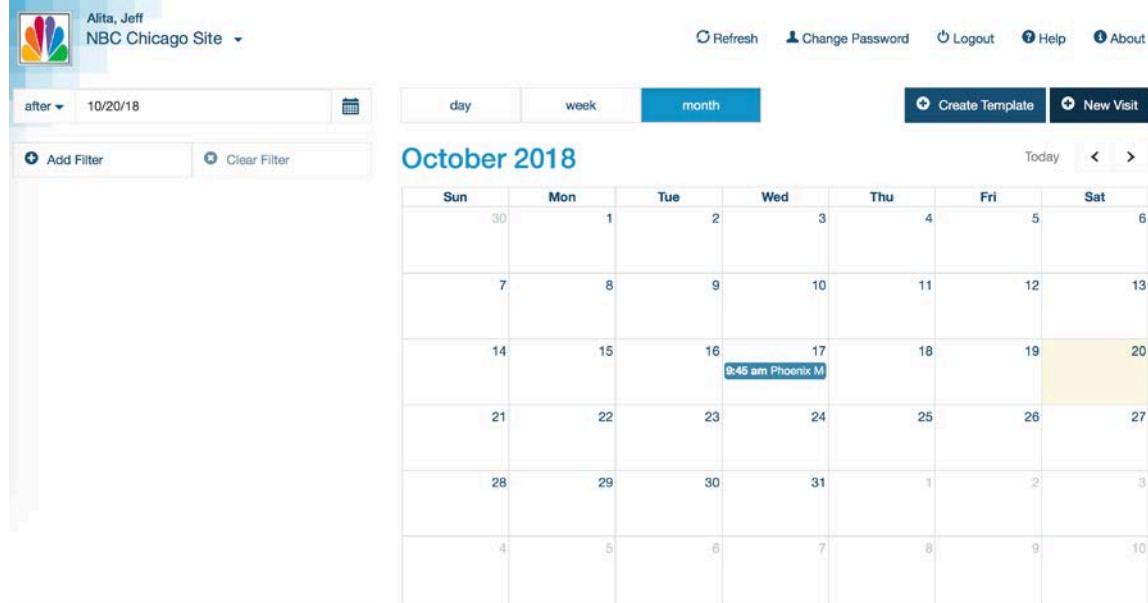 Alita, Jeff
NBC Chicago Site
Refresh Change Password Logout Help About
after 10/20/18
day week month
Create Template New Visit
Add Filter Clear Filter
October 2018
Today
Sun Mon Tue Wed Thu Fri Sat
30 1 2 3 4 5 6
7 8 9 10 11 12 13
14 15 16 17 18 19 20
9:45 am Phoenix M
21 22 23 24 25 26 27
28 29 30 31 1 2 3
4 5 6 7 8 9 10